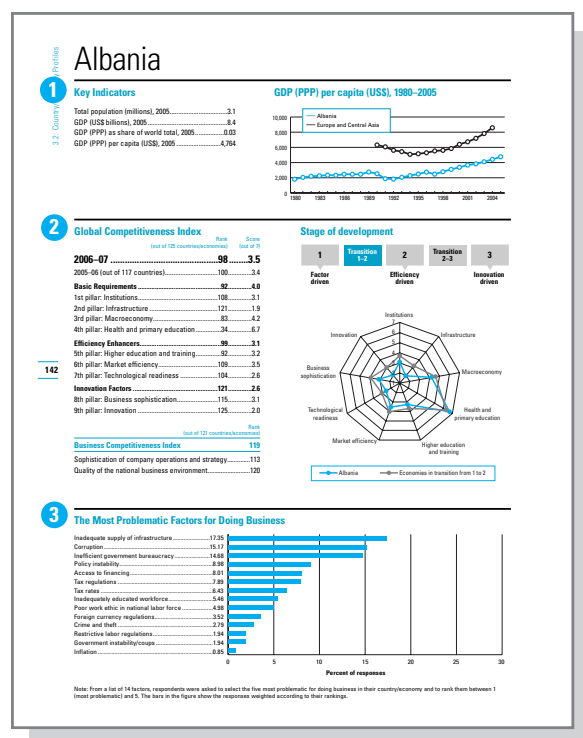 Albania
3.2: Country/ y Profiles
1
Key Indicators
Total population (millions), 2005 3.1
GDP (US$ billions), 2005 8.4
GDP (PPP) as share of world total, 2005 0.03
GDP (PPP) per capita (US$), 2005 4,764
GDP (PPP) per capita (US$), 1980–2005
Albania
Europe and Central Asia
10,000
8,000
6,000
4,000
2,000
0
1980 1983 1986 1989 1992 1995 1998 2001 2004
2
Global Competitiveness Index
Rank Score
(out of 125 countries/economies) (out of 7)
2006–07 98 3.5
2005–06 (out of 117 countries) 100 3.4
Basic Requirements 92 4.0
1st pillar: Institutions 108 3.1
2nd pillar: Infrastructure 121 1.9
3rd pillar: Macroeconomy 83 4.2
4th pillar: Health and primary education 34 6.7
Efficiency Enhancers 99 3.1
5th pillar: Higher education and training 92 3.2
6th pillar: Market efficiency 109 3.5
7th pillar: Technological readiness 104 2.6
Innovation Factors 121 2.6
8th pillar: Business sophistication 115 3.1
9th pillar: Innovation 125 2.0
Rank
(out of 121 countries/economies)
Business Competitiveness Index 119
Sophistication of company operations and strategy 113
Quality of the national business environment 120
142
Stage of development
1
Transition
1–2
2
Transition
2–3
3
Factor
driven
Efficiency
driven
Innovation
driven
Institutions
Infrastructure
Macroeconomy
Health and
primary education
Higher education
and training
Market efficiency
Technological
readiness
Business
sophistication
Innovation
7
6
5
4
Albania
Economies in transition from 1 to 2
3
The Most Problematic Factors for Doing Business
Inadequate supply of infrastructure 17.35
Corruption 15.17
Inefficient government bureaucracy 14.68
Policy instability 8.98
Access to financing 8.01
Tax regulations 7.89
Tax rates 6.43
Inadequately educated workforce 5.46
Poor work ethic in national labor force 4.98
Foreign currency regulations 3.52
Crime and theft 2.79
Restrictive labor regulations 1.94
Government instability/coups 1.94
Inflation 0.85
0 5 10 15 20 25 30
Percent of responses
Note: From a list of 14 factors, respondents were asked to select the five most problematic for doing business in their country/economy and to rank them between 1
(most problematic) and 5. The bars in the figure show the responses weighted according to their rankings.